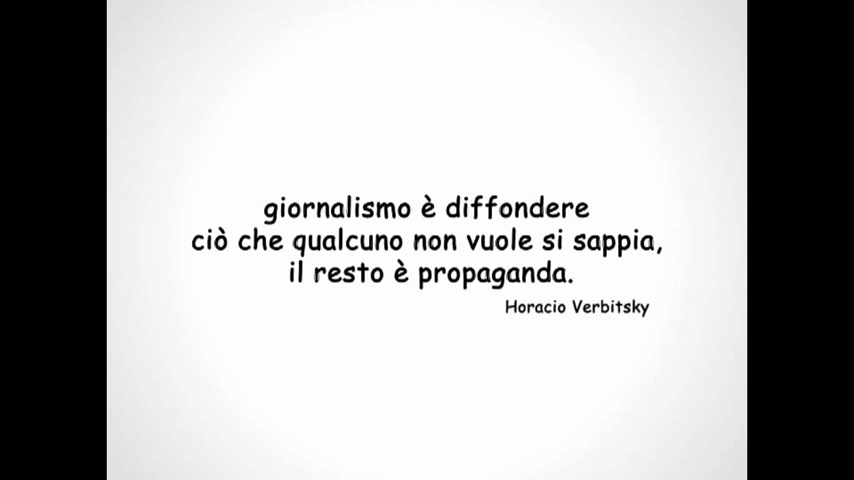 giornalismo è diffondere
ciò che qualcuno non vuole si sappia,
il resto è propaganda.
Horacio Verbitsky